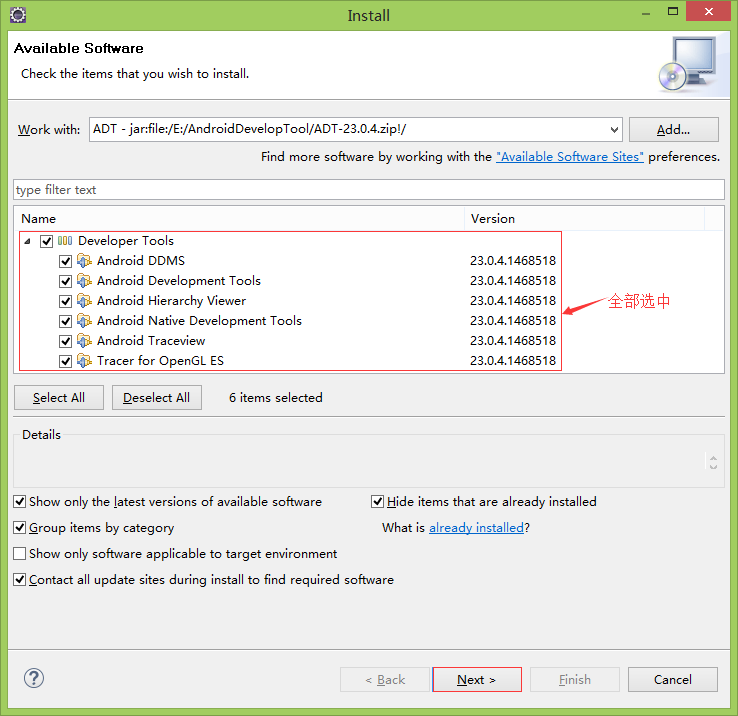 Install
Available Software
Check the items that you wish to install.
Work with: ADT - jar:file:/E:/AndroidDevelopTool/ADT-23.0.4.zip!/ Add...
Find more software by working with the "Available Software Sites" preferences.
type filter text
Name Version
Developer Tools
Android DDMS 23.0.4.1468518
Android Development Tools 23.0.4.1468518
Android Hierarchy Viewer 23.0.4.1468518
全部选中
Android Native Development Tools 23.0.4.1468518
Android Traceview 23.0.4.1468518
Tracer for OpenGL ES 23.0.4.1468518
Select All Deselect All 6 items selected
Details
Show only the latest versions of available software Hide items that are already installed
Group items by category What is already installed?
Show only software applicable to target environment
Contact all update sites during install to find required software
? < Back Next > Finish Cancel